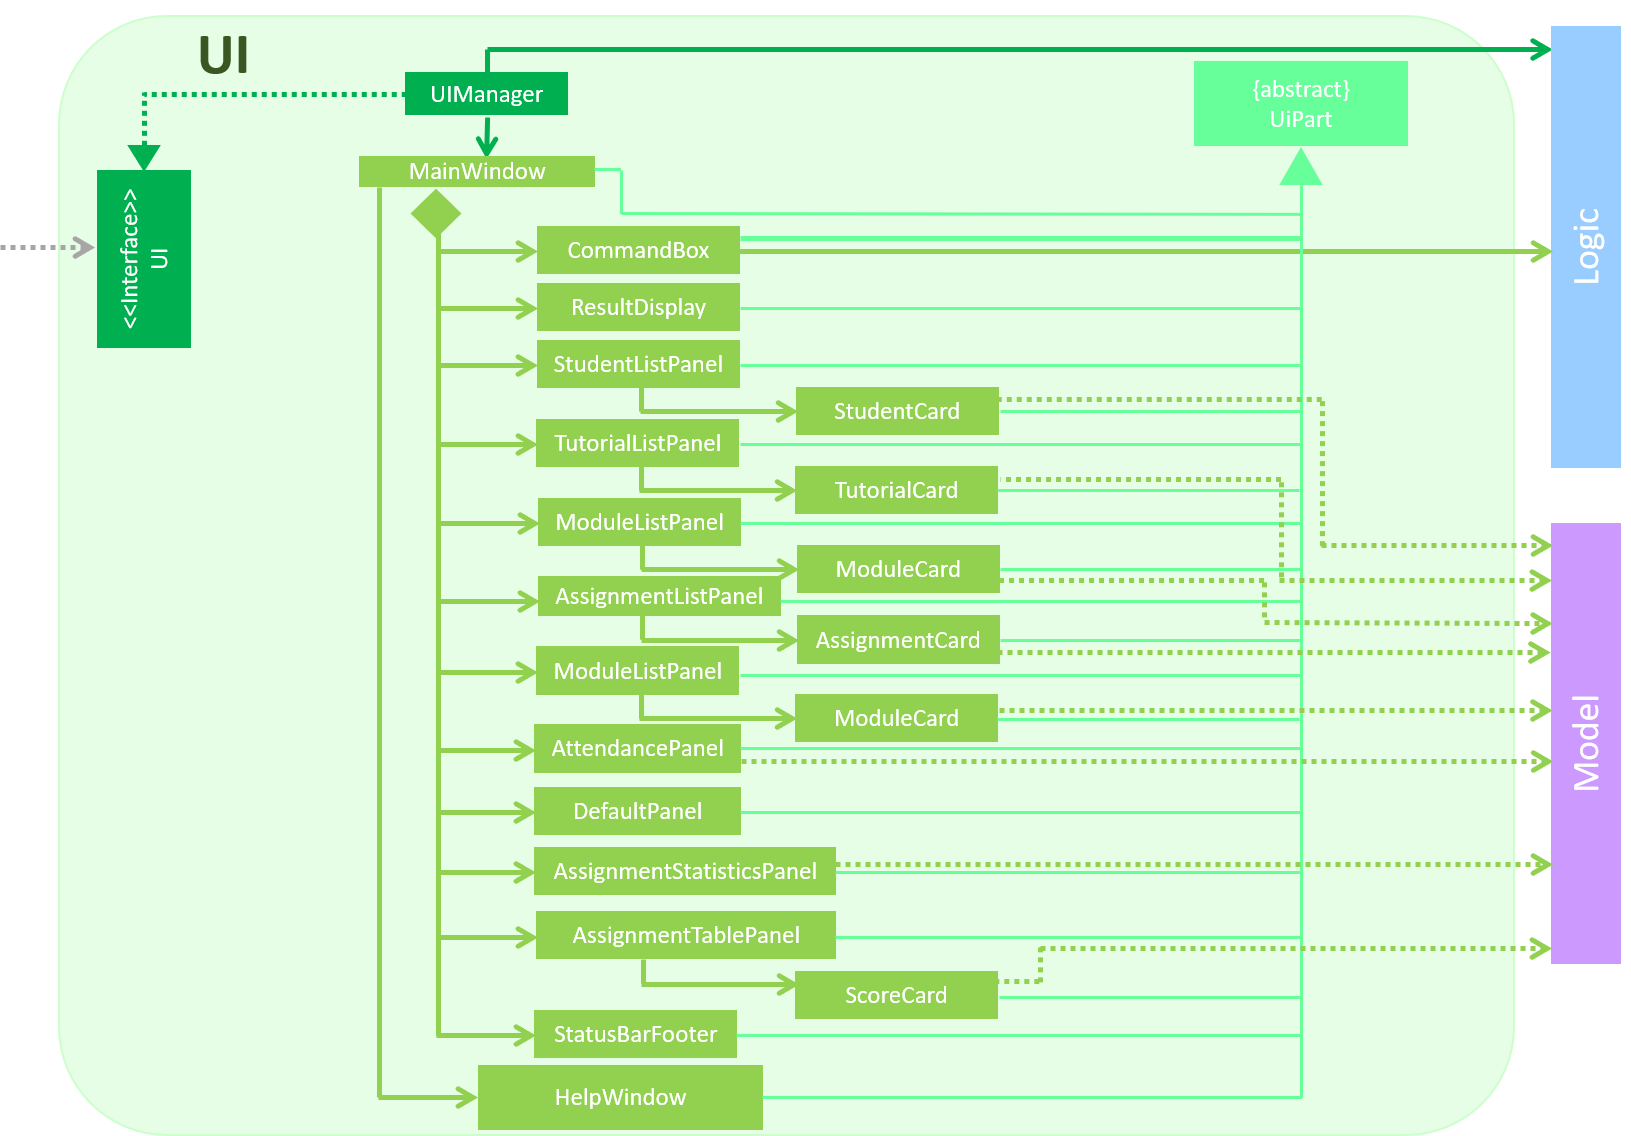 UI
UIManager
{abstract}
UiPart
MainWindow
<<Interface>>
UI
CommandBox
Logic
ResultDisplay
StudentListPanel
StudentCard
TutorialListPanel
TutorialCard
ModuleListPanel
ModuleCard
AssignmentListPanel
AssignmentCard
ModuleListPanel
ModuleCard
Model
AttendancePanel
DefaultPanel
AssignmentStatisticsPanel
AssignmentTablePanel
ScoreCard
StatusBarFooter
HelpWindow